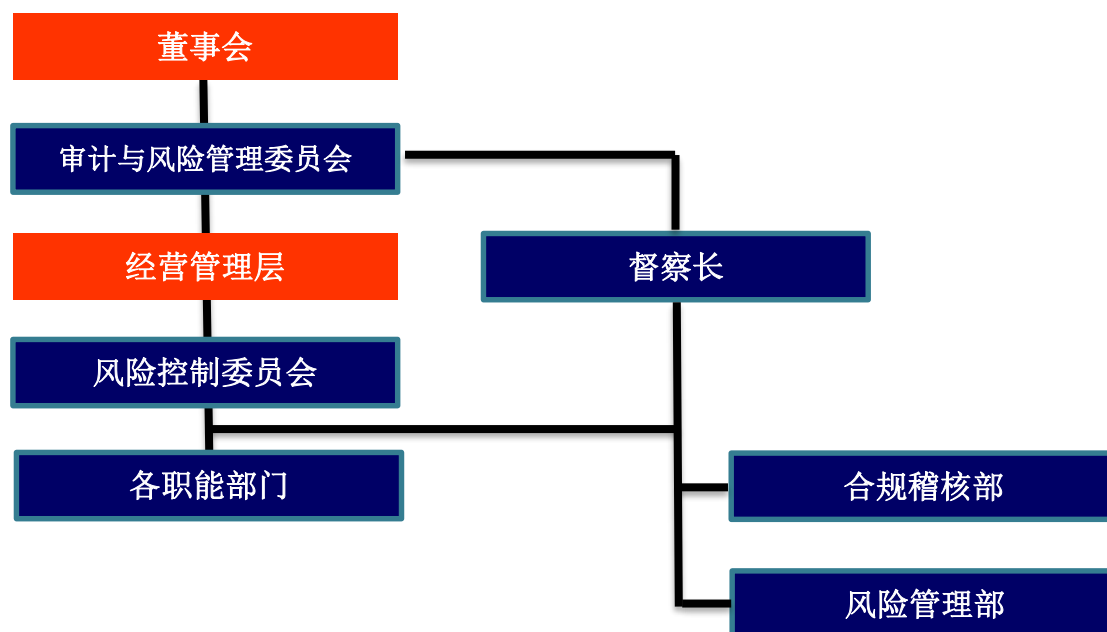 董事会
审计与风险管理委员会
经营管理层
督察长
风险控制委员会
各职能部门
合规稽核部
风险管理部